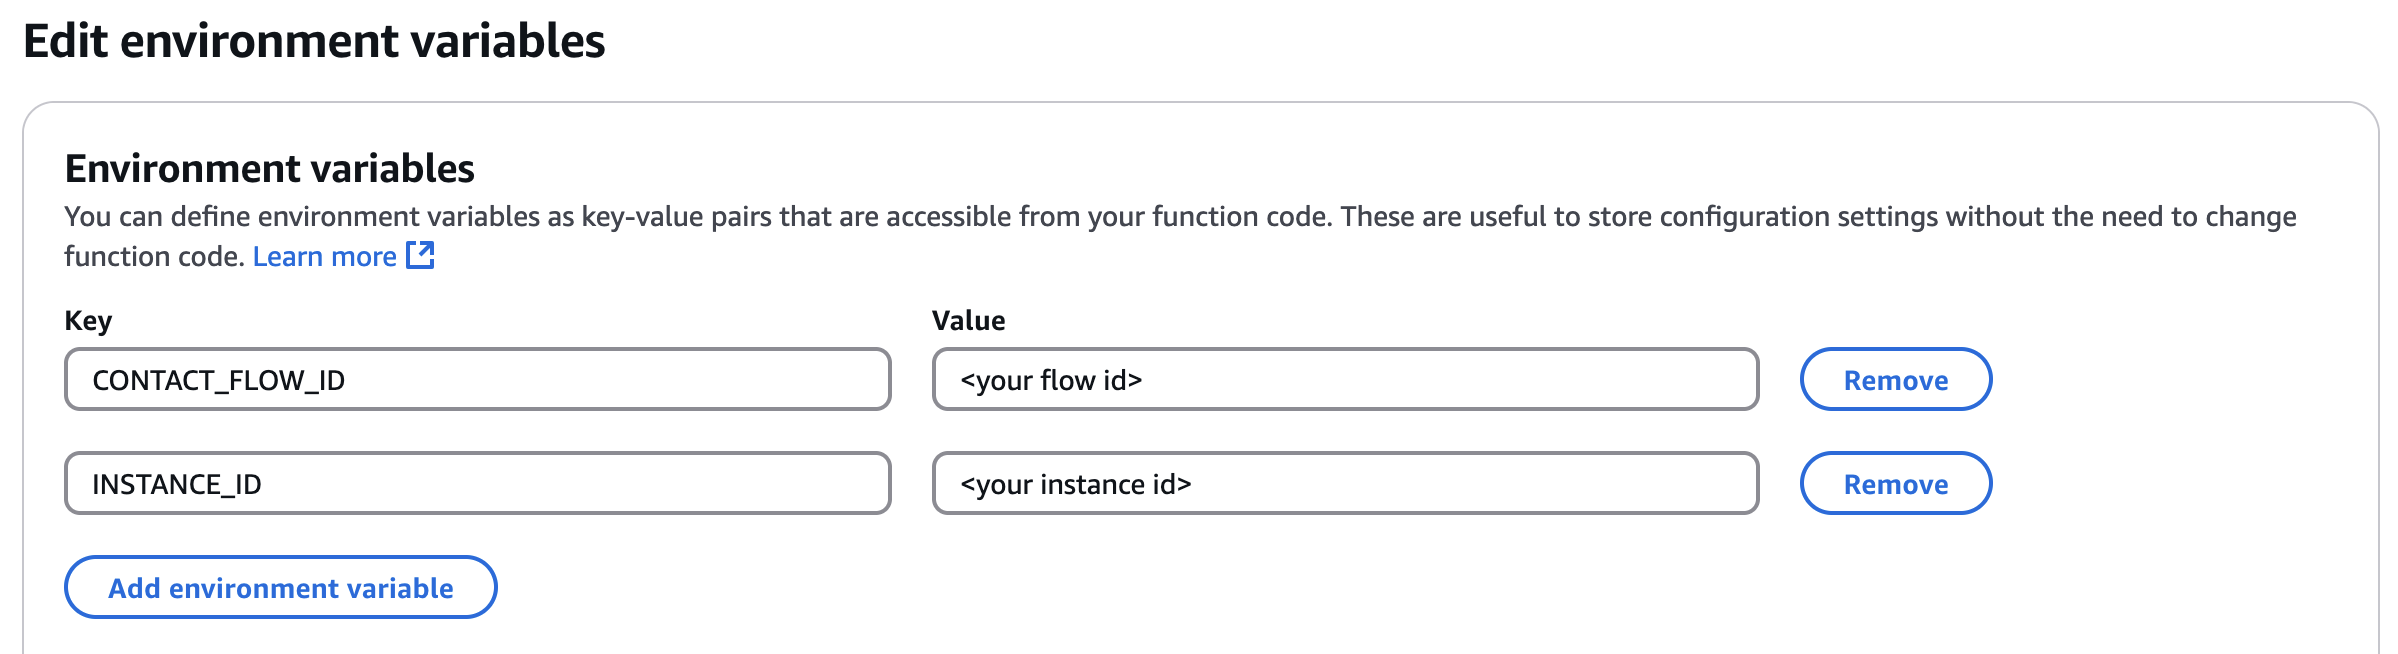 Edit environment variables
Environment variables
You can define environment variables as key-value pairs that are accessible from your function code. These are useful to store configuration settings without the need to change
function code. Learn more
Key Value
CONTACT_FLOW_ID <your flow id> Remove
INSTANCE_ID <your instance id> Remove
Add environment variable